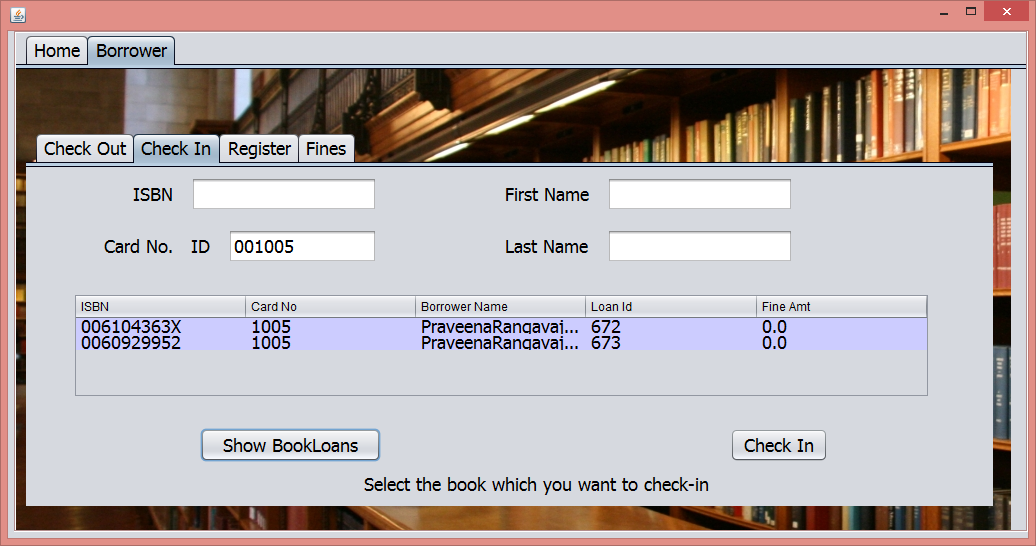 Home Borrower
Check Out Check In Register Fines
ISBN First Name
Card No. ID 001005 Last Name
ISBN Card No Borrower Name Loan Id Fine Amt
006104363X 1005 PraveenaRangavaj... 672 0.0
0060929952 1005 PraveenaRangavaj... 673 0.0
Show BookLoans Check In
Select the book which you want to check-in